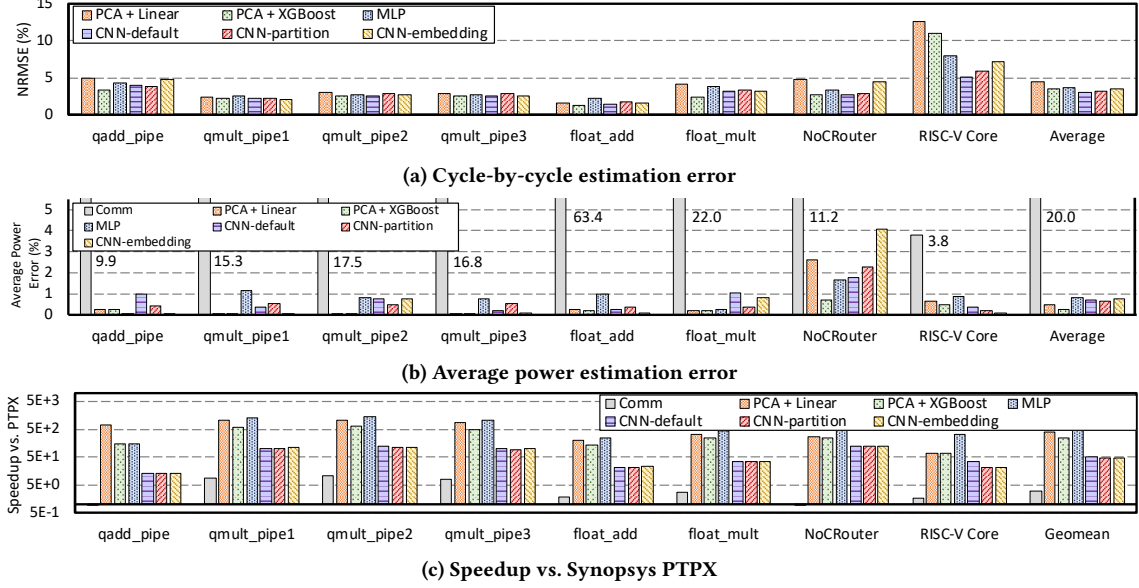 15
10
5
0
NRMSE (%)
PCA + Linear PCA + XGBoost MLP
CNN-default CNN-partition CNN-embedding
qadd_pipe qmult_pipe1 qmult_pipe2 qmult_pipe3 float_add float_mult NoCRouter RISC-V Core Average
(a) Cycle-by-cycle estimation error
5
4
3
2
1
0
Average Power
Error (%)
Comm PCA + Linear PCA + XGBoost
MLP CNN-default CNN-partition
CNN-embedding
9.9 15.3 17.5 16.8 63.4 22.0 11.2 3.8 20.0
qadd_pipe qmult_pipe1 qmult_pipe2 qmult_pipe3 float_add float_mult NoCRouter RISC-V Core Average
(b) Average power estimation error
5E+3
5E+2
5E+1
5E+0
5E-1
Speedup vs. PTPX
Comm PCA + Linear PCA + XGBoost MLP
CNN-default CNN-partition CNN-embedding
qadd_pipe qmult_pipe1 qmult_pipe2 qmult_pipe3 float_add float_mult NoCRouter RISC-V Core Geomean
(c) Speedup vs. Synopsys PTPX